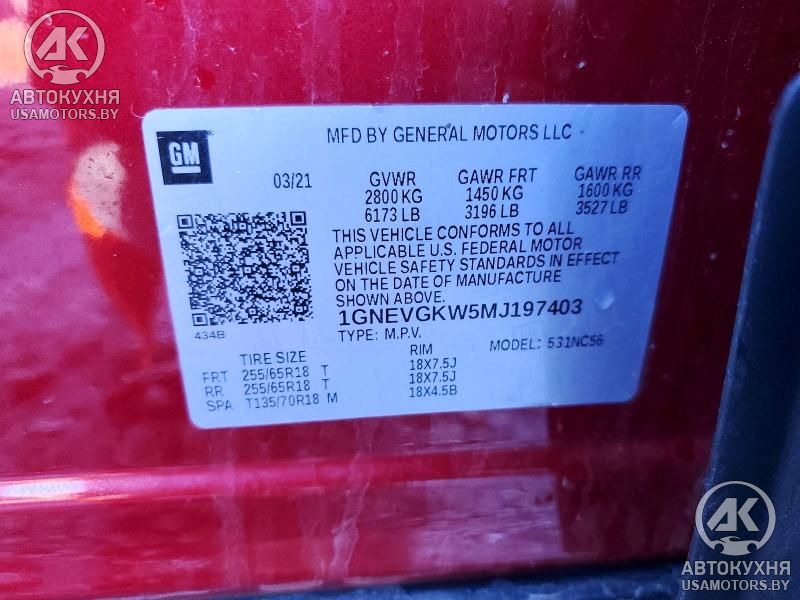 АК
АВТОКУХНЯ
USAMOTORS.BY
GM
MFD BY GENERAL MOTORS LLC
03/21
GVWR GAWR FRT GAWR RR
2800 KG 1450 KG 1600 KG
6173 LB 3196 LB 3527 LB
THIS VEHICLE CONFORMS TO ALL
APPLICABLE U.S. FEDERAL MOTOR
VEHICLE SAFETY STANDARDS IN EFFECT
ON THE DATE OF MANUFACTURE
SHOWN ABOVE.
1GNEVGKW5MJ197403
434B
TYPE: M.P.V. MODEL: 531NC56
TIRE SIZE RIM
FRT 255/65R18 T 18X7.5J
RR 255/65R18 T 18X7.5J
SPA T135/70R18 M 18X4.5B
АК
АВТОКУХНЯ
USAMOTORS.BY